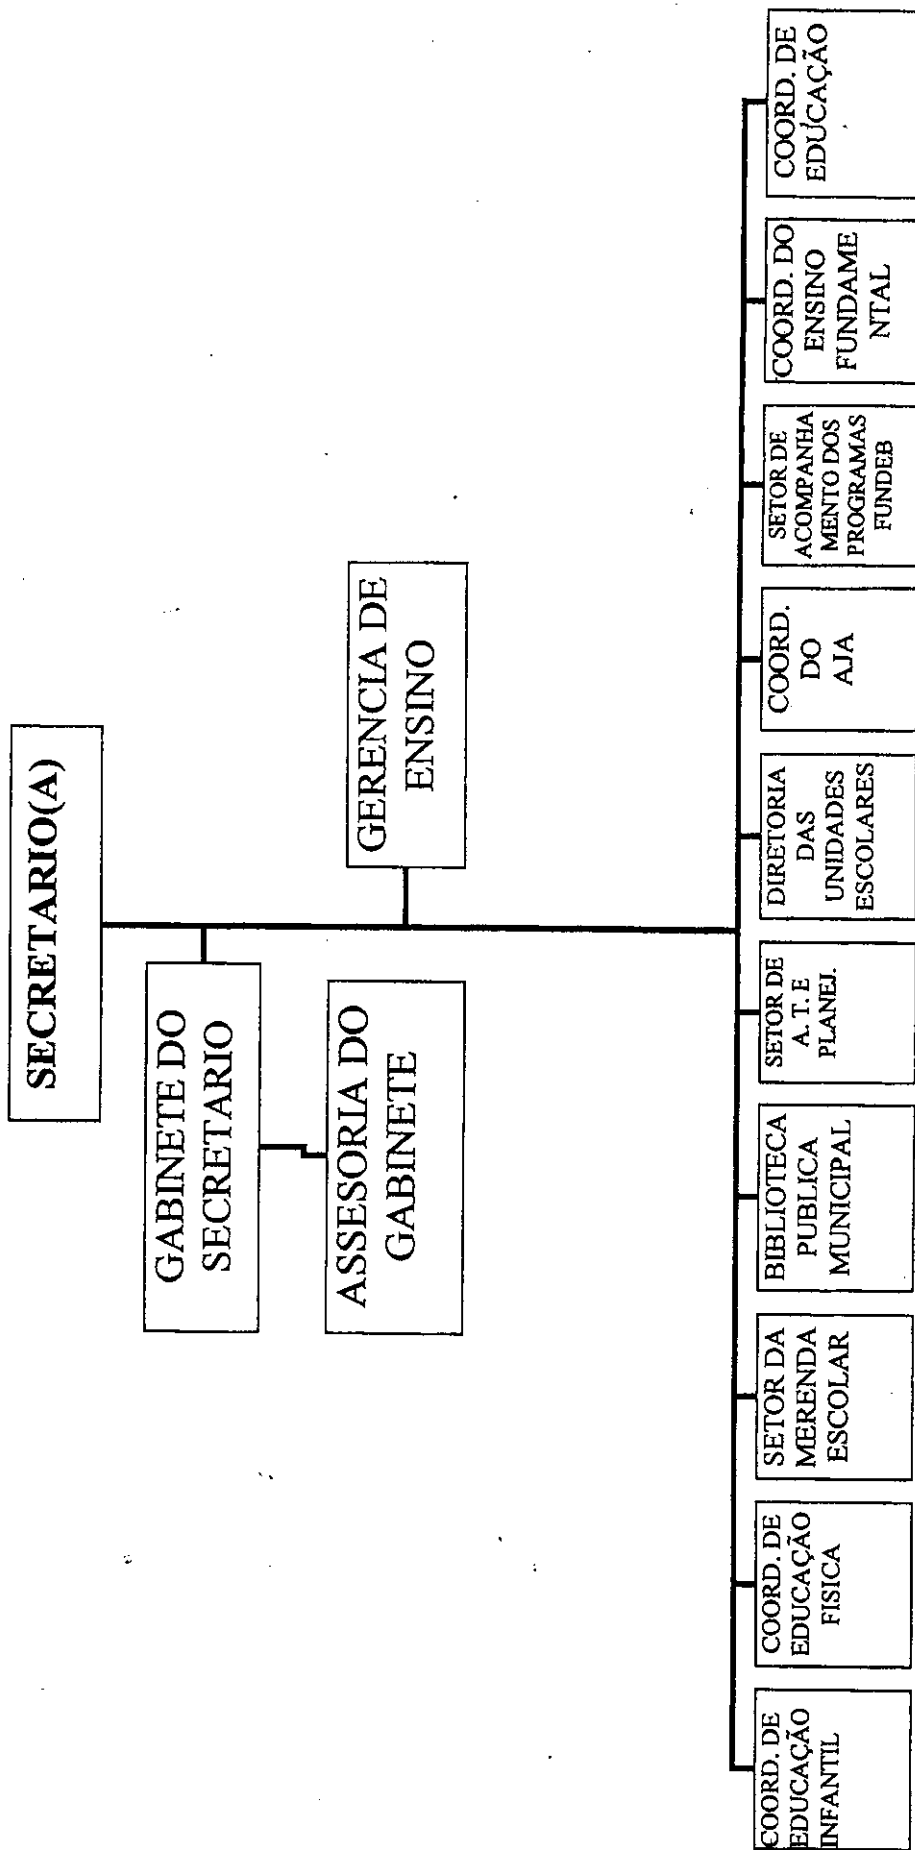 SECRETARIO(A)
GABINETE DO
SECRETARIO
ASSESORIA DO
GABINETE
GERENCIA DE
ENSINO
COORD. DE
EDUCAÇÃO
INFANTIL
COORD. DE
EDUCAÇÃO
FISICA
SETOR DA
MERENDA
ESCOLAR
BIBLIOTECA
PUBLICA
MUNICIPAL
SETOR DE
A. T. E
PLANEJ.
DIRETORIA
DAS
UNIDADES
ESCOLARES
COORD.
DO
AJA
SETOR DE
ACOMPANHA
MENTO DOS
PROGRAMAS
FUNDEB
COORD. DO
ENSINO
FUNDAME
NTAL
COORD. DE
EDUCAÇÃO